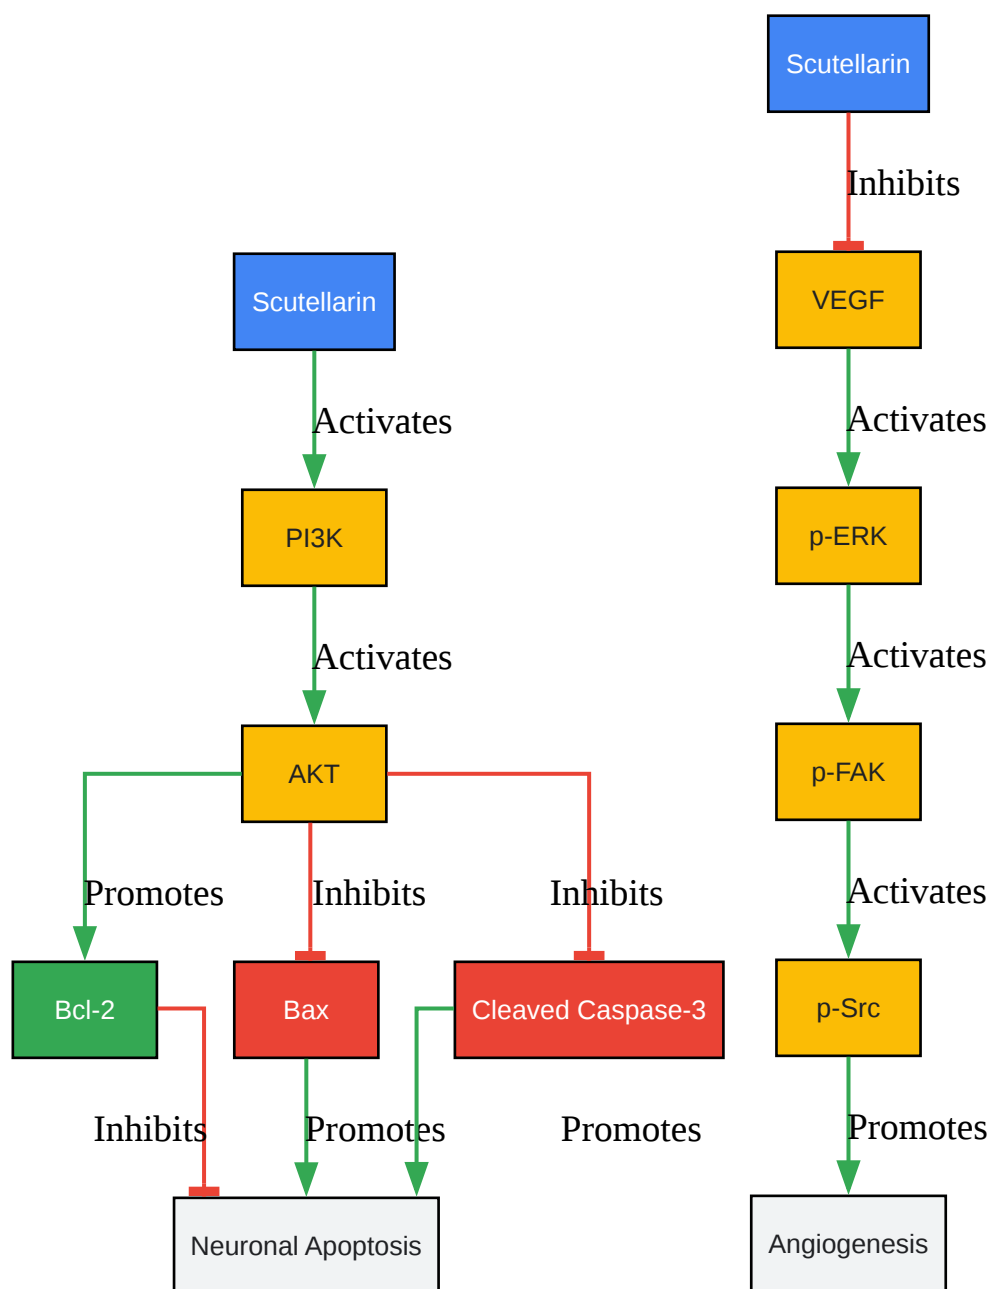 Scutellarin
Inhibits
VEGF
Scutellarin
Activates
Activates
PI3K
p-ERK
Activates
Activates
AKT
p-FAK
Promotes
Inhibits
Inhibits
Activates
Bcl-2
Bax
Cleaved Caspase-3
p-Src
Inhibits
Promotes
Promotes
Promotes
Neuronal Apoptosis
Angiogenesis